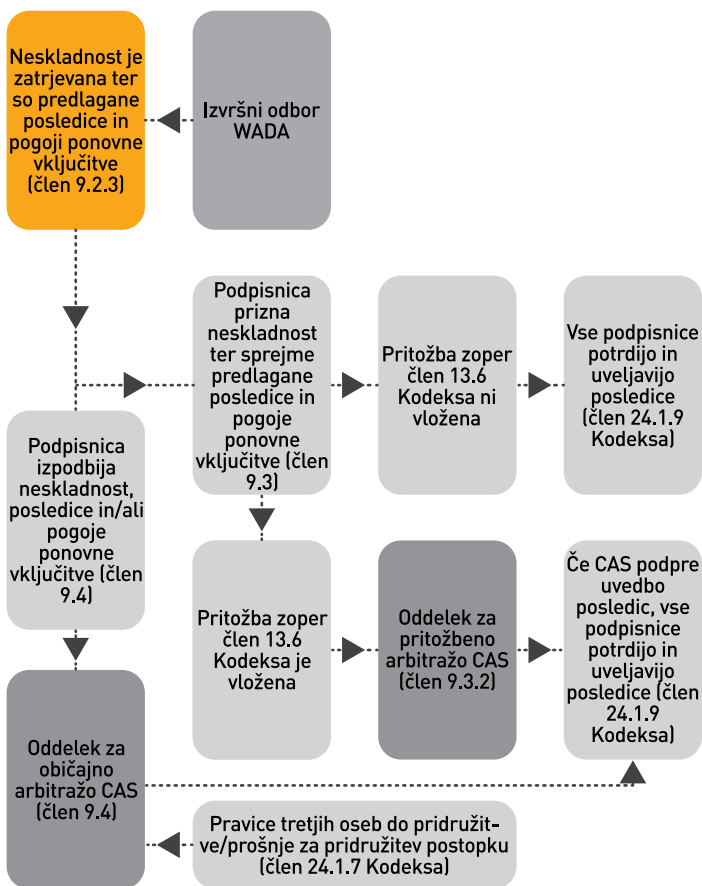 Neskladnost je
zatrjevana ter
so predlagane
posledice in
pogoji ponovne
vključitve
(člen 9.2.3)
Izvršni odbor
WADA
Podpisnica
prizna
neskladnost
ter sprejme
predlagane
posledice in
pogoje
ponovne
vključitve (člen
9.3)
Pritožba zoper
člen 13.6
Kodeksa ni
vložena
Vse podpisnice
potrdijo in
uveljavijo
posledice
(člen 24.1.9
Kodeksa)
Podpisnica
izpodbija
neskladnost,
posledice in/ali
pogoje
ponovne
vključitve (člen
9.4)
Pritožba zoper
člen 13.6
Kodeksa je
vložena
Oddelek za
pritožbeno
arbitražo CAS
(člen 9.3.2)
Če CAS podpre
uvedbo
posledic, vse
podpisnice
potrdijo in
uveljavijo
posledice (člen
24.1.9
Kodeksa)
Oddelek za
običajno
arbitražo CAS
(člen 9.4)
Pravice tretjih oseb do pridružit-
ve/prošnje za pridružitev postopku
(člen 24.1.7 Kodeksa)